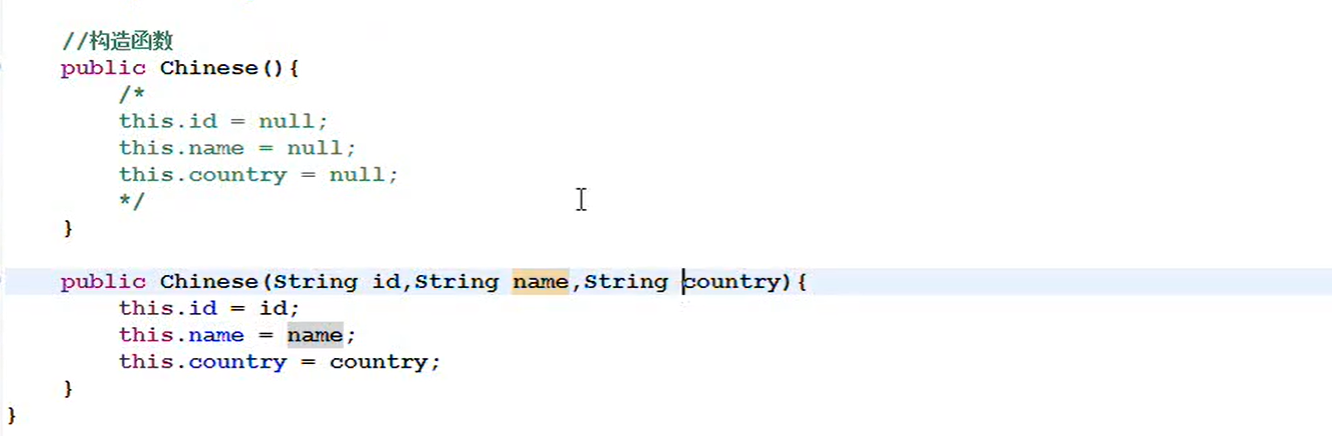 //构造函数
public Chinese(){
/*
this.id = null;
this.name = null;
this.country = null;
*/
}
public Chinese(String id,String name,String country){
this.id = id;
this.name = name;
this.country = country;
}
}